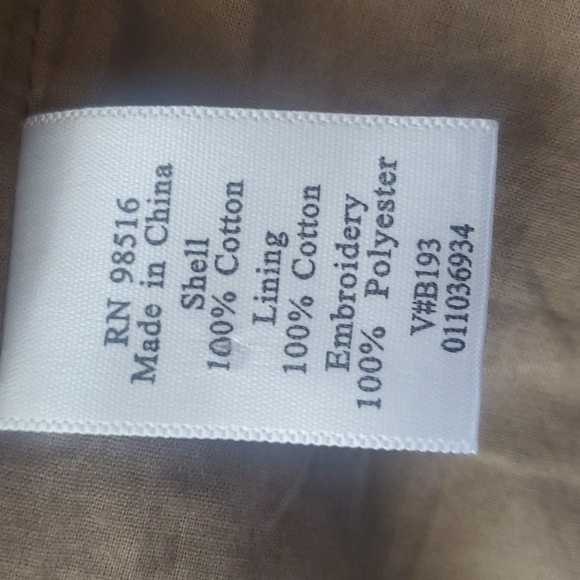 RN 98516
Made in China
Shell
100% Cotton
Lining
100% Cotton
Embroidery
100% Polyester
V#B193
011036934